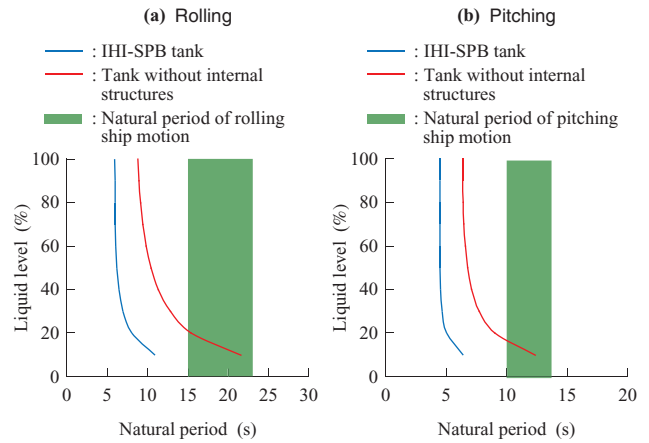 (a) Rolling
: IHI-SPB tank
: Tank without internal
structures
: Natural period of rolling
ship motion
100
80
60
40
20
0
Liquid level (%)
0 5 10 15 20 25 30
Natural period (s)
(b) Pitching
: IHI-SPB tank
: Tank without internal
structures
: Natural period of pitching
ship motion
100
80
60
40
20
0
Liquid level (%)
0 5 10 15 20
Natural period (s)